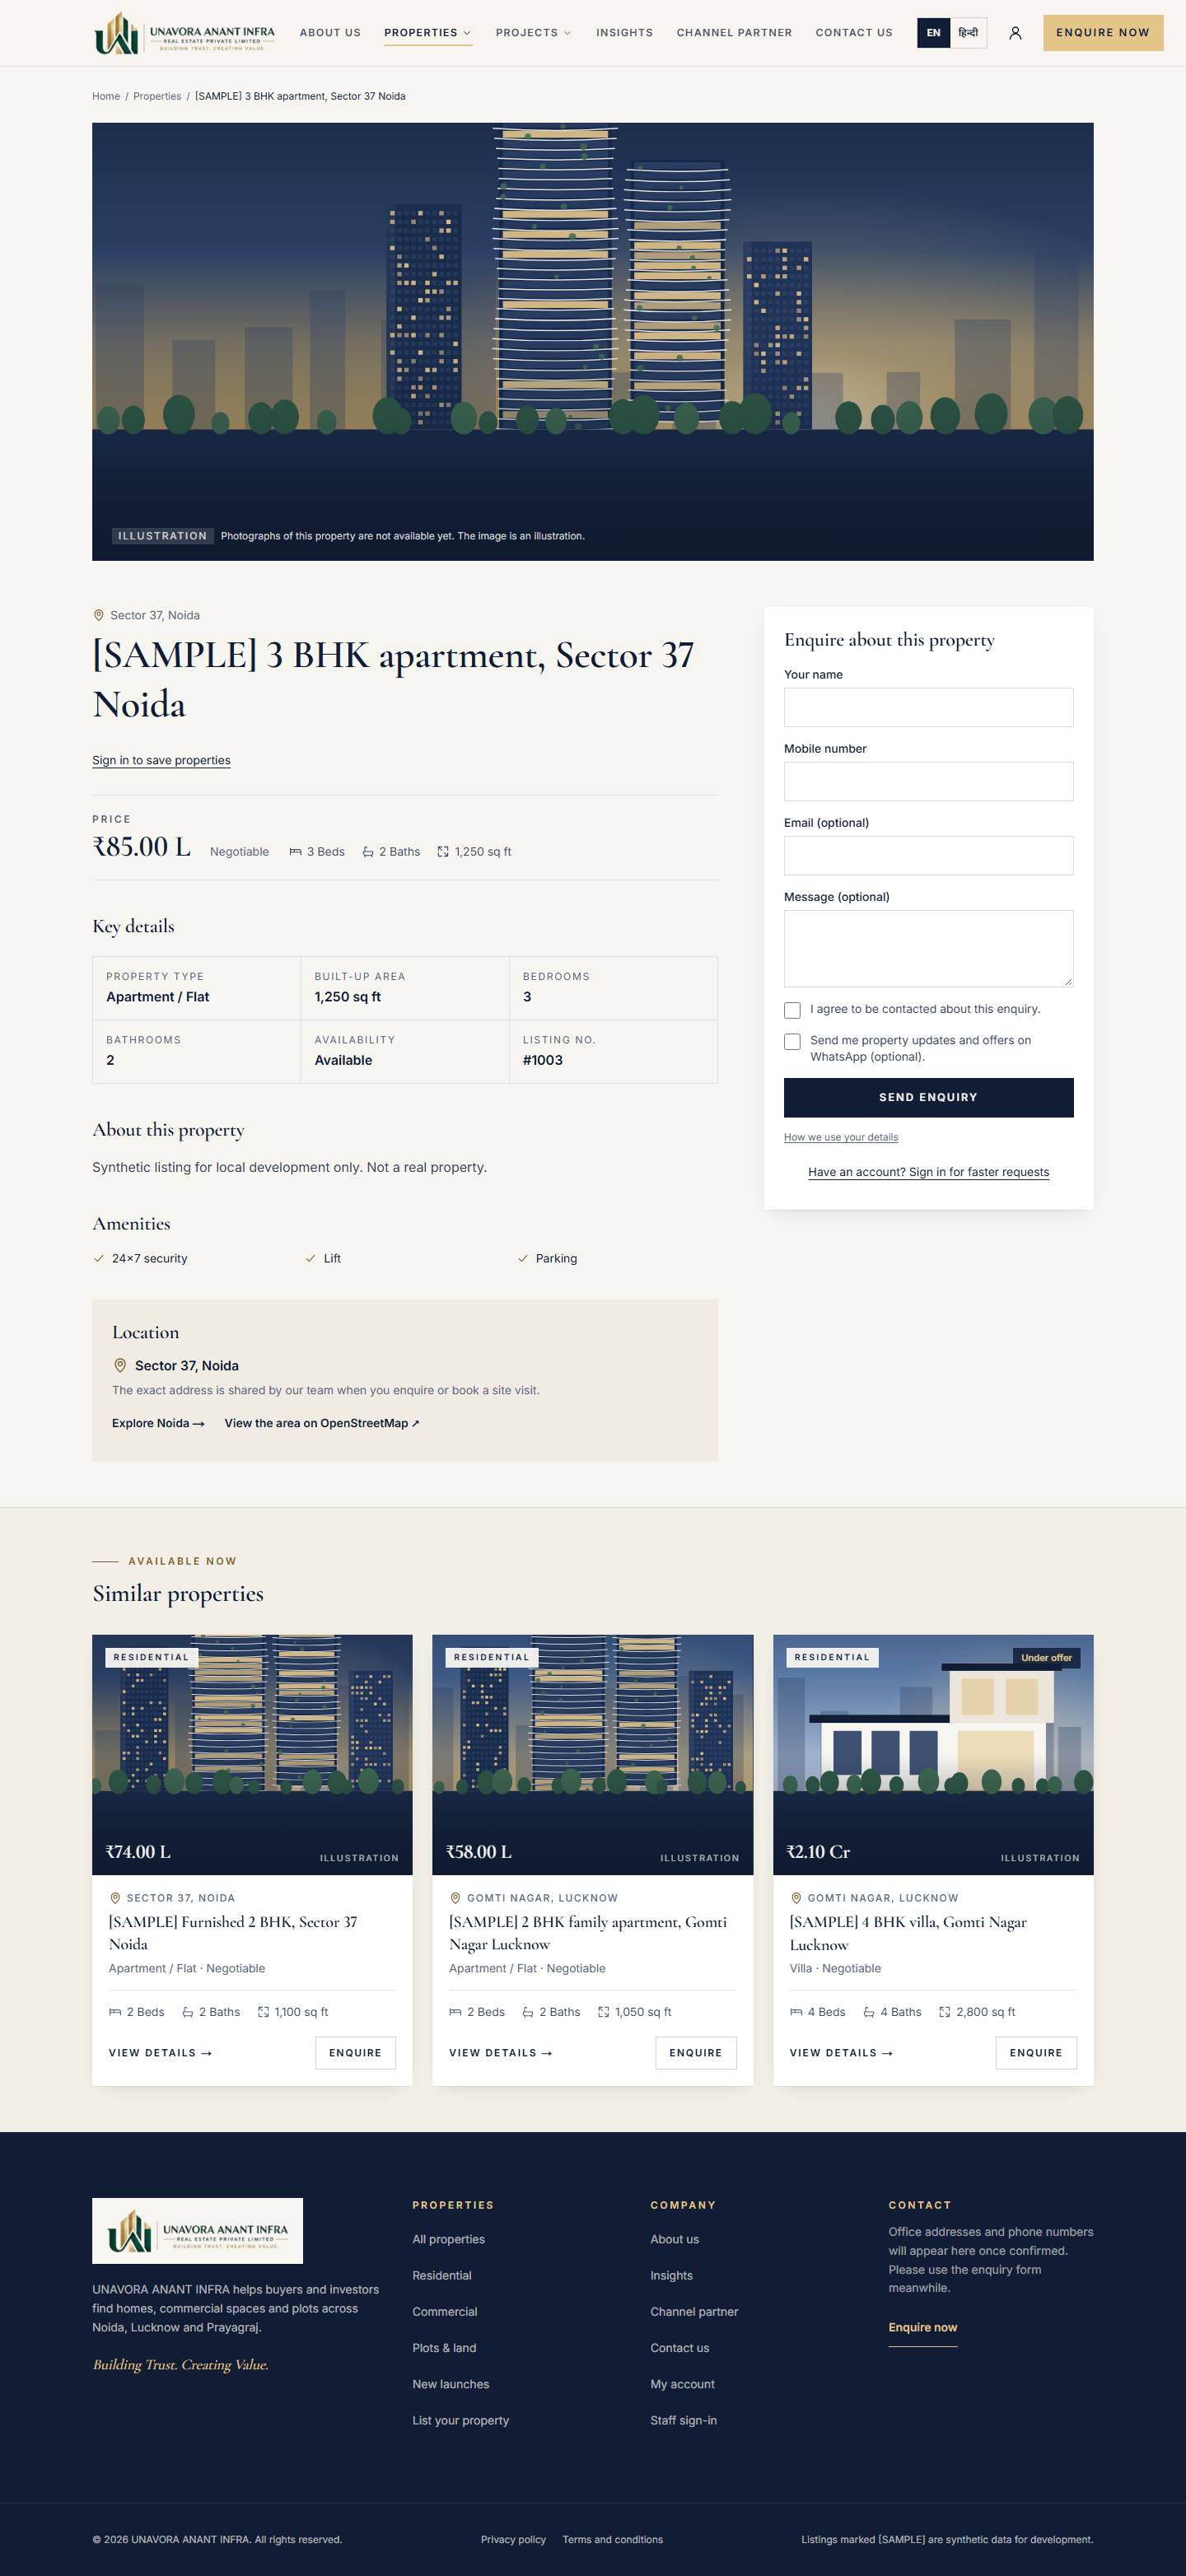 UNAVORA ANANT INFRA
REAL ESTATE PRIVATE LIMITED
BUILDING TRUST. CREATING VALUE.
ABOUT US
PROPERTIES
PROJECTS
INSIGHTS
CHANNEL PARTNER
CONTACT US
EN
हिन्दी
ENQUIRE NOW
Home / Properties / [SAMPLE] 3 BHK apartment, Sector 37 Noida
ILLUSTRATION Photographs of this property are not available yet. The image is an illustration.
Sector 37, Noida
[SAMPLE] 3 BHK apartment, Sector 37
Noida
Sign in to save properties
PRICE
₹85.00 L Negotiable 3 Beds 2 Baths 1,250 sq ft
Key details
PROPERTY TYPE
Apartment / Flat
BUILT-UP AREA
1,250 sq ft
BEDROOMS
3
BATHROOMS
2
AVAILABILITY
Available
LISTING NO.
#1003
About this property
Synthetic listing for local development only. Not a real property.
Amenities
24×7 security
Lift
Parking
Location
Sector 37, Noida
The exact address is shared by our team when you enquire or book a site visit.
Explore Noida → View the area on OpenStreetMap ↗
Enquire about this property
Your name
Mobile number
Email (optional)
Message (optional)
I agree to be contacted about this enquiry.
Send me property updates and offers on
WhatsApp (optional).
SEND ENQUIRY
How we use your details
Have an account? Sign in for faster requests
AVAILABLE NOW
Similar properties
RESIDENTIAL
₹74.00 L
ILLUSTRATION
SECTOR 37, NOIDA
[SAMPLE] Furnished 2 BHK, Sector 37
Noida
Apartment / Flat · Negotiable
2 Beds 2 Baths 1,100 sq ft
VIEW DETAILS →
ENQUIRE
RESIDENTIAL
₹58.00 L
ILLUSTRATION
GOMTI NAGAR, LUCKNOW
[SAMPLE] 2 BHK family apartment, Gomti
Nagar Lucknow
Apartment / Flat · Negotiable
2 Beds 2 Baths 1,050 sq ft
VIEW DETAILS →
ENQUIRE
RESIDENTIAL
Under offer
₹2.10 Cr
ILLUSTRATION
GOMTI NAGAR, LUCKNOW
[SAMPLE] 4 BHK villa, Gomti Nagar
Lucknow
Villa · Negotiable
4 Beds 4 Baths 2,800 sq ft
VIEW DETAILS →
ENQUIRE
UNAVORA ANANT INFRA
REAL ESTATE PRIVATE LIMITED
BUILDING TRUST. CREATING VALUE.
UNAVORA ANANT INFRA helps buyers and investors
find homes, commercial spaces and plots across
Noida, Lucknow and Prayagraj.
Building Trust. Creating Value.
PROPERTIES
All properties
Residential
Commercial
Plots & land
New launches
List your property
COMPANY
About us
Insights
Channel partner
Contact us
My account
Staff sign-in
CONTACT
Office addresses and phone numbers
will appear here once confirmed.
Please use the enquiry form
meanwhile.
Enquire now
© 2026 UNAVORA ANANT INFRA. All rights reserved.
Privacy policy
Terms and conditions
Listings marked [SAMPLE] are synthetic data for development.